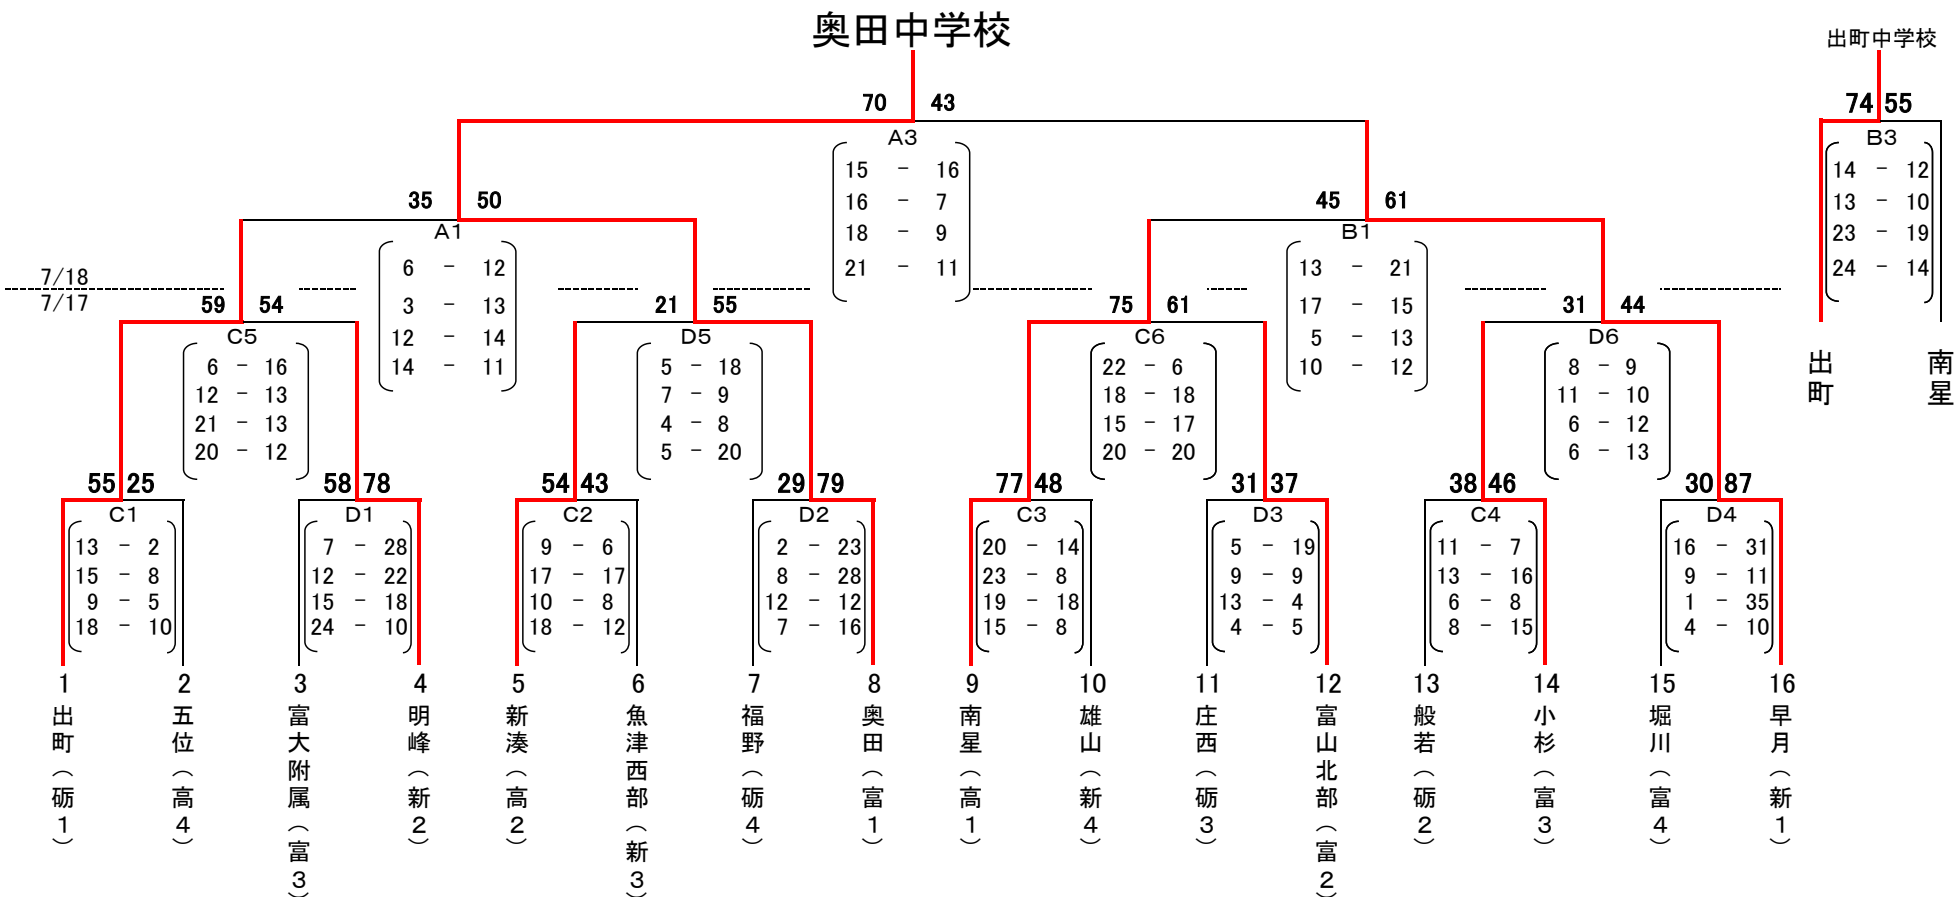 奥田中学校
出町中学校
70 43
74 55
A3
15 - 16
16 - 7
18 - 9
21 - 11
B3
14 - 12
13 - 10
23 - 19
24 - 14
出町
南星
35 50
A1
6 - 12
3 - 13
12 - 14
14 - 11
45 61
B1
13 - 21
17 - 15
5 - 13
10 - 12
7/18
7/17
59 54
C5
6 - 16
12 - 13
21 - 13
20 - 12
21 55
D5
5 - 18
7 - 9
4 - 8
5 - 20
75 61
C6
22 - 6
18 - 18
15 - 17
20 - 20
31 44
D6
8 - 9
11 - 10
6 - 12
6 - 13
55 25
C1
13 - 2
15 - 8
9 - 5
18 - 10
58 78
D1
7 - 28
12 - 22
15 - 18
24 - 10
54 43
C2
9 - 6
17 - 17
10 - 8
18 - 12
29 79
D2
2 - 23
8 - 28
12 - 12
7 - 16
77 48
C3
20 - 14
23 - 8
19 - 18
15 - 8
31 37
D3
5 - 19
9 - 9
13 - 4
4 - 5
38 46
C4
11 - 7
13 - 16
6 - 8
8 - 15
30 87
D4
16 - 31
9 - 11
1 - 35
4 - 10
1
出町（砺1）
2
五位（高4）
3
富大附属（富3）
4
明峰（新2）
5
新湊（高2）
6
魚津西部（新3）
7
福野（砺4）
8
奥田（富1）
9
南星（高1）
10
雄山（新4）
11
庄西（砺3）
12
富山北部（富2）
13
般若（砺2）
14
小杉（富3）
15
堀川（富4）
16
早月（新1）